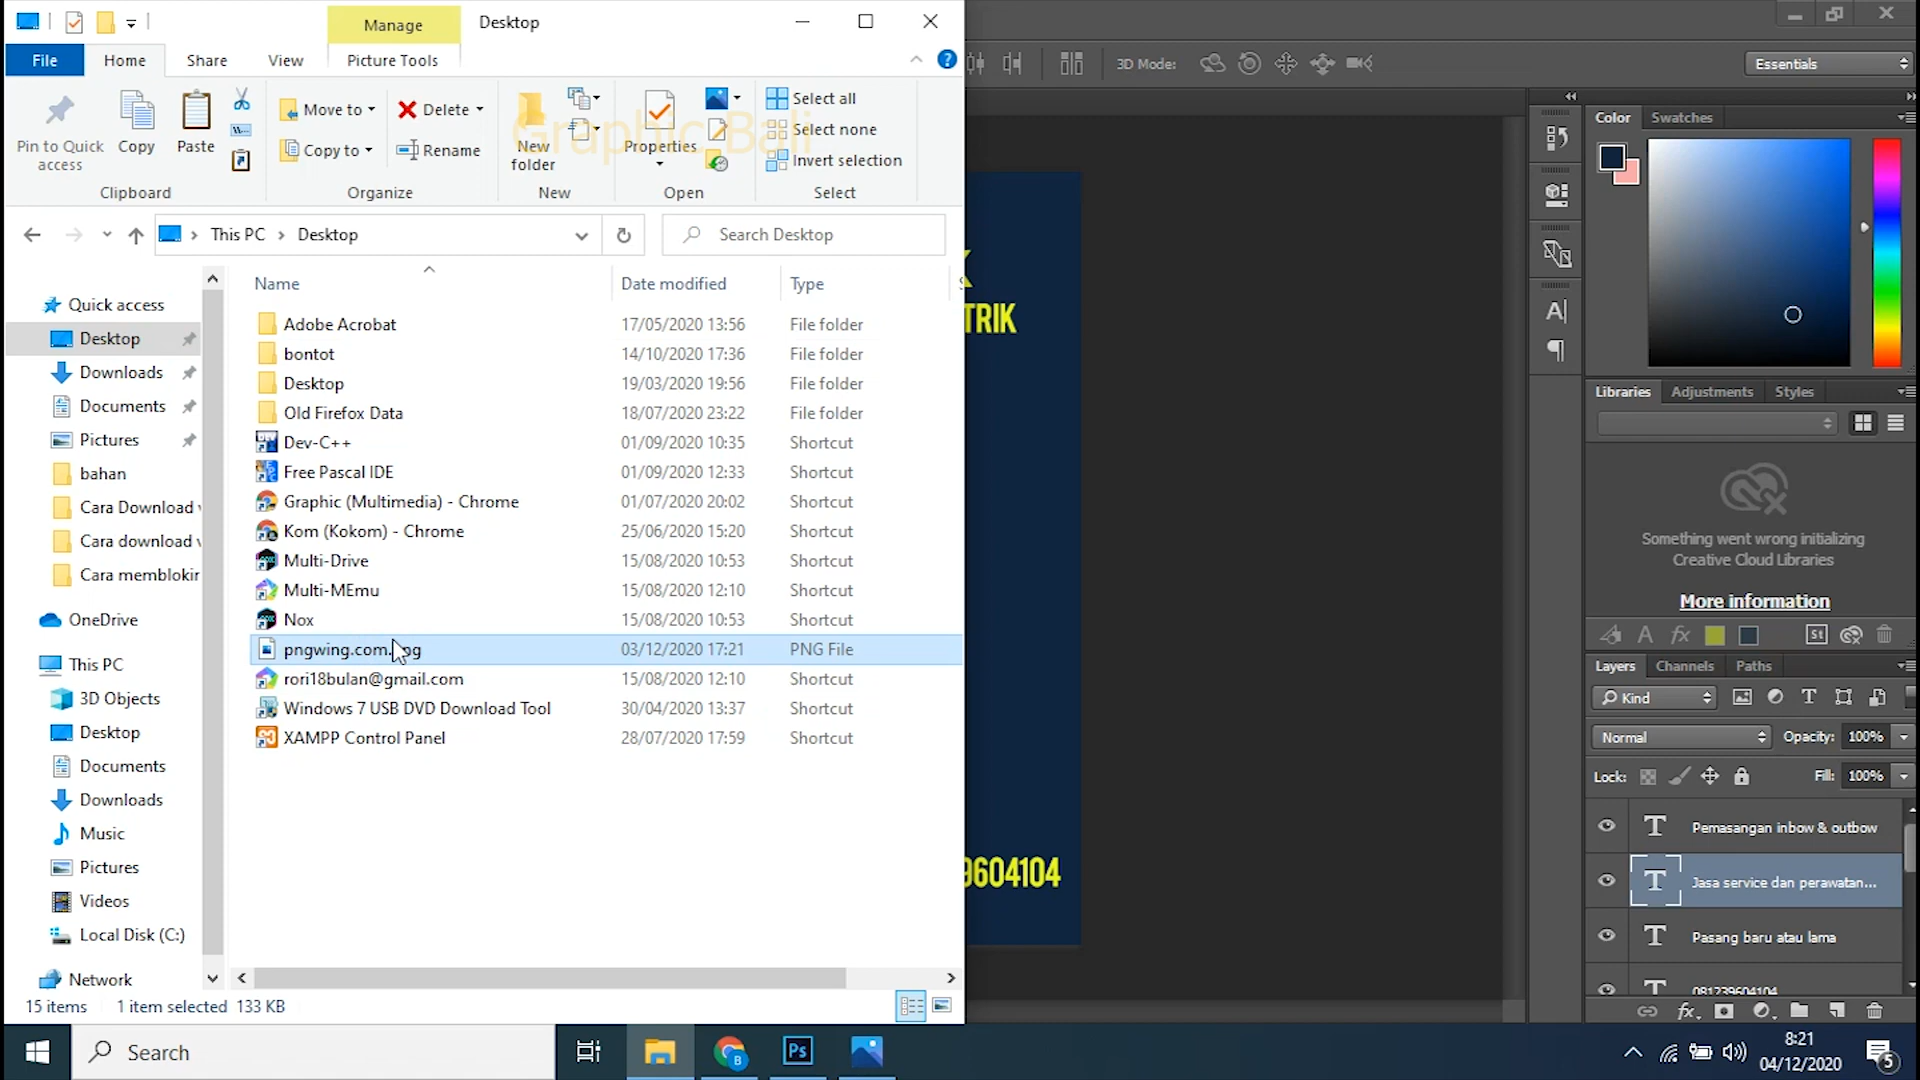 Manage
Desktop
File
Home
Share
View
Picture Tools
Pin to Quick access
Copy
Paste
Move to
Copy to
Delete
Rename
New folder
Properties
Select all
Select none
Invert selection
Clipboard
Organize
New
Open
Select
Graphic Bali
This PC
Desktop
Search Desktop
Name
Date modified
Type
Quick access
Desktop
Downloads
Documents
Pictures
bahan
Cara Download
Cara download
Cara memblokir
OneDrive
This PC
3D Objects
Desktop
Documents
Downloads
Music
Pictures
Videos
Local Disk (C:)
Network
Adobe Acrobat 17/05/2020 13:56 File folder
bontot 14/10/2020 17:36 File folder
Desktop 19/03/2020 19:56 File folder
Old Firefox Data 18/07/2020 23:22 File folder
Dev-C++ 01/09/2020 10:35 Shortcut
Free Pascal IDE 01/09/2020 12:33 Shortcut
Graphic (Multimedia) - Chrome 01/07/2020 20:02 Shortcut
Kom (Kokom) - Chrome 25/06/2020 15:20 Shortcut
Multi-Drive 15/08/2020 10:53 Shortcut
Multi-MEmu 15/08/2020 12:10 Shortcut
Nox 15/08/2020 10:53 Shortcut
pngwing.com 03/12/2020 17:21 PNG File
rori18bulan@gmail.com 15/08/2020 12:10 Shortcut
Windows 7 USB DVD Download Tool 30/04/2020 13:37 Shortcut
XAMPP Control Panel 28/07/2020 17:59 Shortcut
15 items
1 item selected 133 KB
3D Mode:
Essentials
K
TRIK
9604104
Color
Swatches
Libraries
Adjustments
Styles
Something went wrong initializing
Creative Cloud Libraries
More information
St
Layers
Channels
Paths
Kind
Normal
Opacity: 100%
Lock:
Fill: 100%
Pemasangan inbow & outbow
Jasa service dan perawatan...
Pasang baru atau lama
081239604104
Search
Ps
8:21
04/12/2020
5